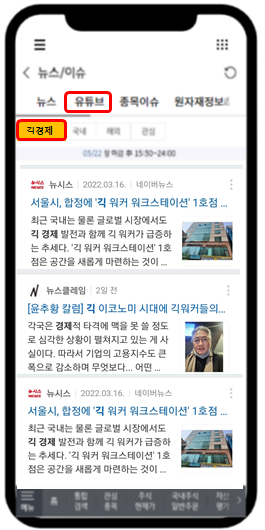 뉴스/이슈
뉴스 유튜브 종목이슈 원자재정보
긱경제 국내 해외 관심
03/22 장 마감 후 15:30~24:00
뉴시스 뉴시스 | 2022.03.16. | 네이버뉴스
서울시, 합정에 '긱 워커 워크스테이션' 1호점 ...
최근 국내는 물론 글로벌 시장에서도
긱 경제 발전과 함께 긱 워커가 급증하
는 추세다. '긱 워커 워크스테이션' 1호
점은 공간을 새롭게 마련하는 것이 ...
뉴스클레임 | 2일 전
[윤추황 칼럼] 긱 이코노미 시대에 긱워커들의...
각국은 경제적 타격에 맥을 못 쓸 정도
로 심각한 상황이 펼쳐지고 있는 게 사
실이다. 따라서 기업의 고용지수도 큰
폭으로 감소하며 무엇보다... 어떤 ...
뉴시스 뉴시스 | 2022.03.16. | 네이버뉴스
서울시, 합정에 '긱 워커 워크스테이션' 1호점 ...
최근 국내는 물론 글로벌 시장에서도
긱 경제 발전과 함께 긱 워커가 급증하
는 추세다. '긱 워커 워크스테이션' 1호
점은 공간을 새롭게 마련하는 것이 ...
메뉴 홈 통합검색 관심종목 주식현재가 국내주식일반주문 자산